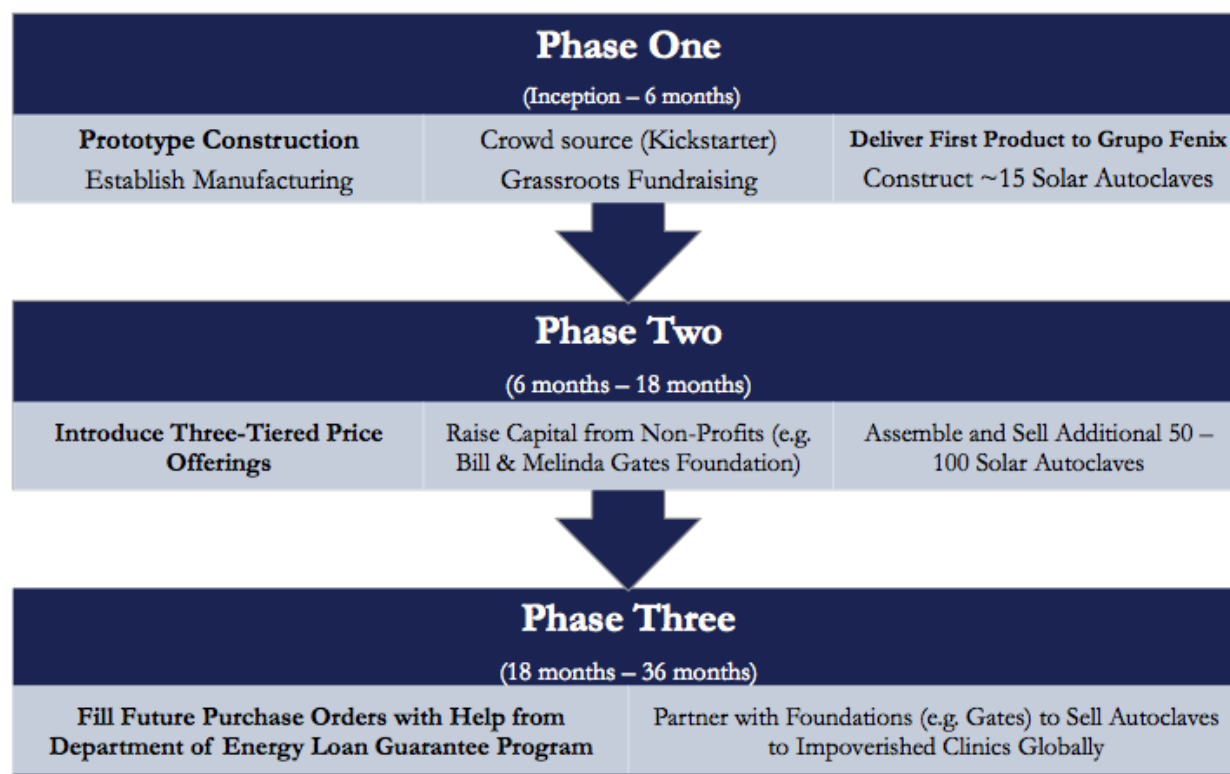 Phase One
(Inception – 6 months)
Prototype Construction
Establish Manufacturing
Crowd source (Kickstarter)
Grassroots Fundraising
Deliver First Product to Grupo Fenix
Construct ~15 Solar Autoclaves
Phase Two
(6 months – 18 months)
Introduce Three-Tiered Price
Offerings
Raise Capital from Non-Profits (e.g.
Bill & Melinda Gates Foundation)
Assemble and Sell Additional 50 –
100 Solar Autoclaves
Phase Three
(18 months – 36 months)
Fill Future Purchase Orders with Help from
Department of Energy Loan Guarantee Program
Partner with Foundations (e.g. Gates) to Sell Autoclaves
to Impoverished Clinics Globally